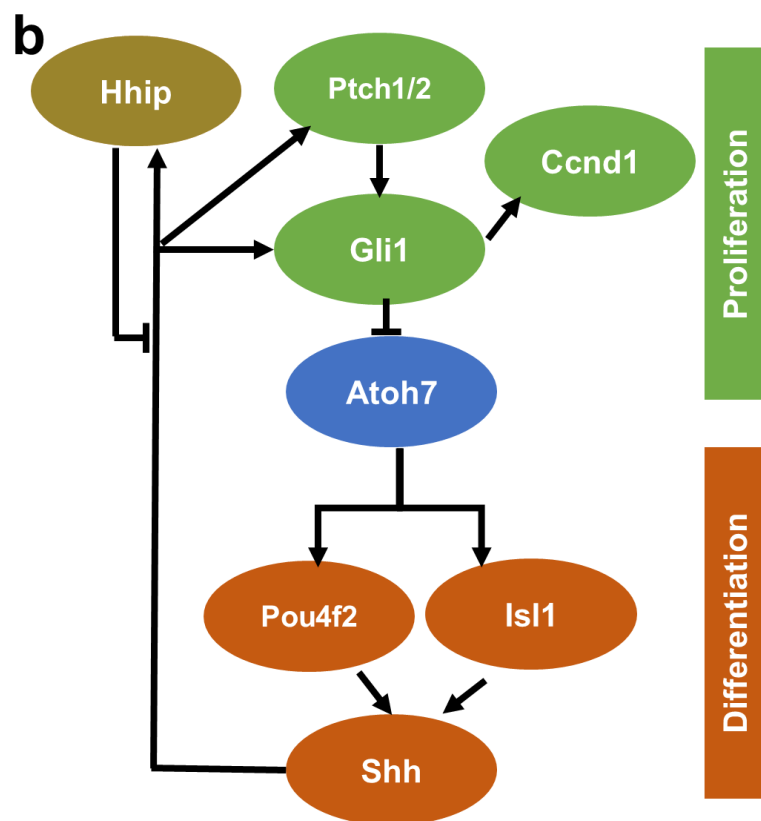 b
Hhip
Ptch1/2
Ccnd1
Gli1
Atoh7
Pou4f2
Isl1
Shh
Proliferation
Differentiation